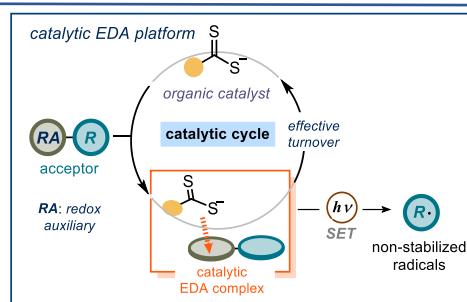 catalytic EDA platform
S
S−
organic catalyst
RA R
acceptor
catalytic cycle
effective
turnover
RA: redox
auxiliary
S
S−
catalytic
EDA complex
hν
SET
R·
non-stabilized
radicals